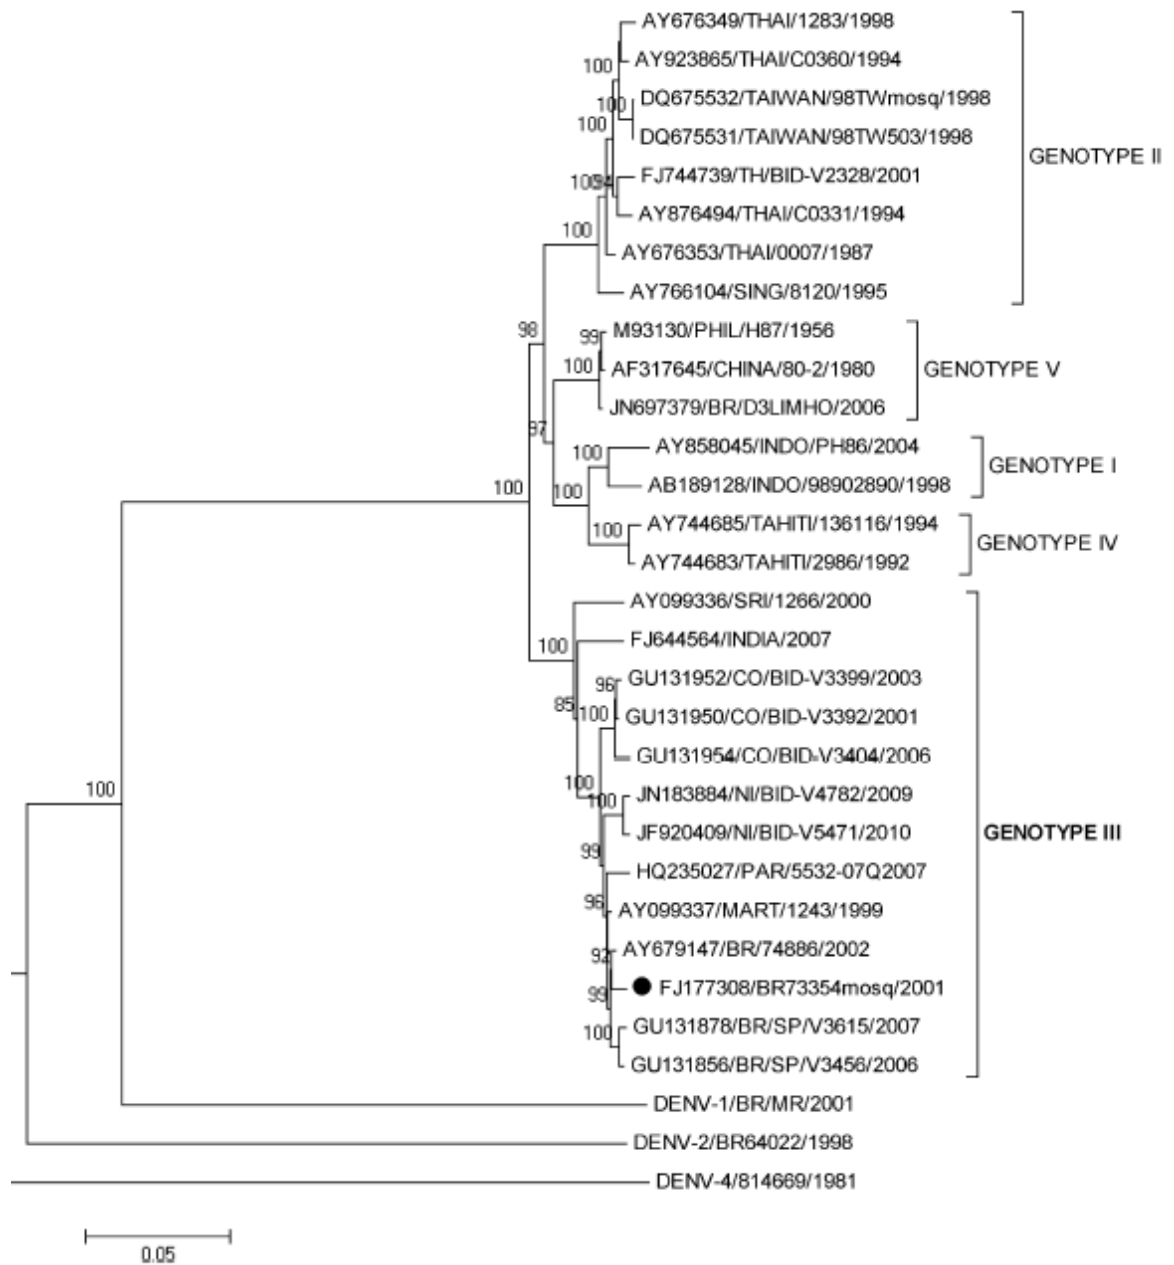 AY676349/THAI/1283/1998
AY923865/THAI/C0360/1994
100
DQ675532/TAIWAN/98TWmosq/1998
100
100
DQ675531/TAIWAN/98TW503/1998
GENOTYPE II
FJ744739/TH/BID-V2328/2001
100
AY876494/THAI/C0331/1994
100
AY676353/THAI/0007/1987
AY766104/SING/8120/1995
98
M93130/PHIL/H87/1956
99
100
AF317645/CHINA/80-2/1980
GENOTYPE V
JN697379/BR/D3LIMHO/2006
97
AY858045/INDO/PH86/2004
100
GENOTYPE I
100
AB189128/INDO/98902890/1998
100
AY744685/TAHITI/136116/1994
100
GENOTYPE IV
AY744683/TAHITI/2986/1992
AY099336/SRI/1266/2000
100
FJ644564/INDIA/2007
GU131952/CO/BID-V3399/2003
96
85
100
GU131950/CO/BID-V3392/2001
GU131954/CO/BID-V3404/2006
100
100
JN183884/NI/BID-V4782/2009
100
JF920409/NI/BID-V5471/2010
GENOTYPE III
99
HQ235027/PAR/5532-07Q2007
96
AY099337/MART/1243/1999
AY679147/BR/74886/2002
92
FJ177308/BR73354mosq/2001
99
GU131878/BR/SP/V3615/2007
100
GU131856/BR/SP/V3456/2006
DENV-1/BR/MR/2001
DENV-2/BR64022/1998
DENV-4/814669/1981
0.05